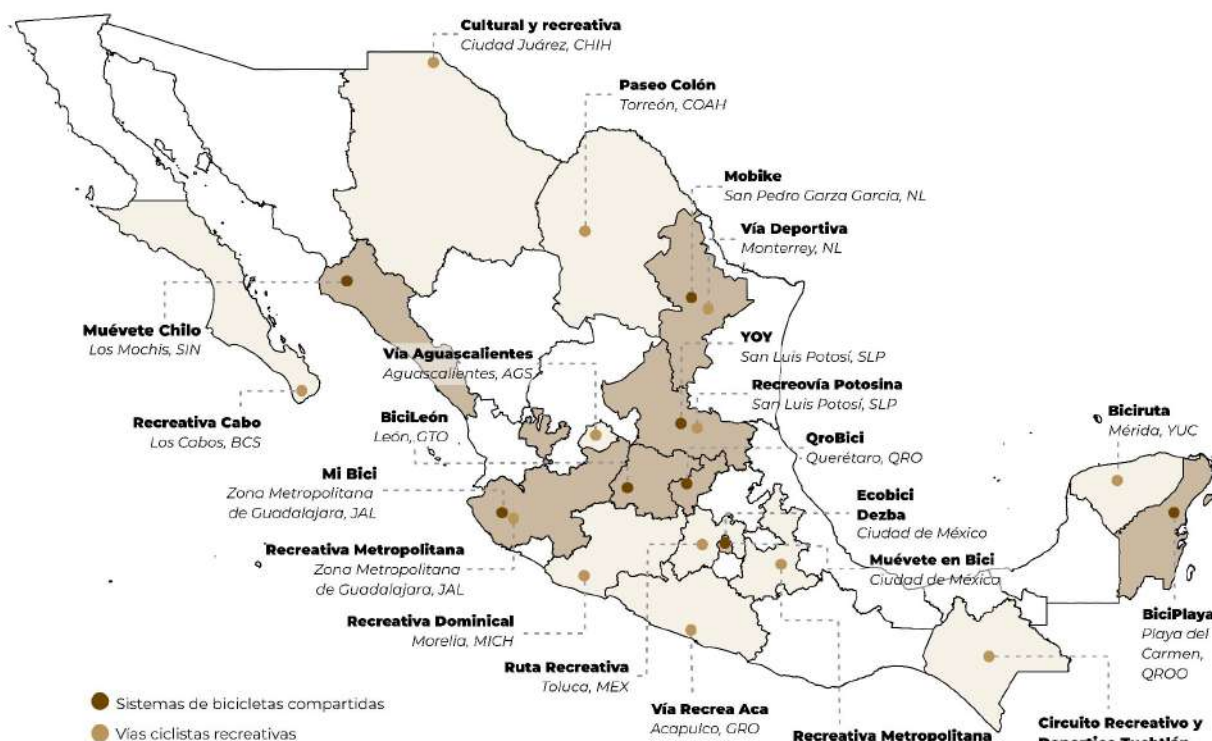 Cultural y recreativa
Ciudad Juárez, CHIH
Paseo Colón
Torreón, COAH
Mobike
San Pedro Garza Garcia, NL
Vía Deportiva
Monterrey, NL
Muévete Chilo
Los Mochis, SIN
YOY
San Luis Potosí, SLP
Vía Aguascalientes
Aguascalientes, AGS
Recreovía Potosina
San Luis Potosí, SLP
Recreativa Cabo
Los Cabos, BCS
BiciLeón
León, GTO
Biciruta
Mérida, YUC
QroBici
Querétaro, QRO
Mi Bici
Zona Metropolitana
de Guadalajara, JAL
Ecobici
Dezba
Ciudad de México
Recreativa Metropolitana
Zona Metropolitana
de Guadalajara, JAL
Muévete en Bici
Ciudad de México
Recreativa Dominical
Morelia, MICH
BiciPlaya
Playa del
Carmen,
QROO
Ruta Recreativa
Toluca, MEX
Vía Recrea Aca
Acapulco, GRO
Sistemas de bicicletas compartidas
Vías ciclistas recreativas
Recreativa Metropolitana
Circuito Recreativo y